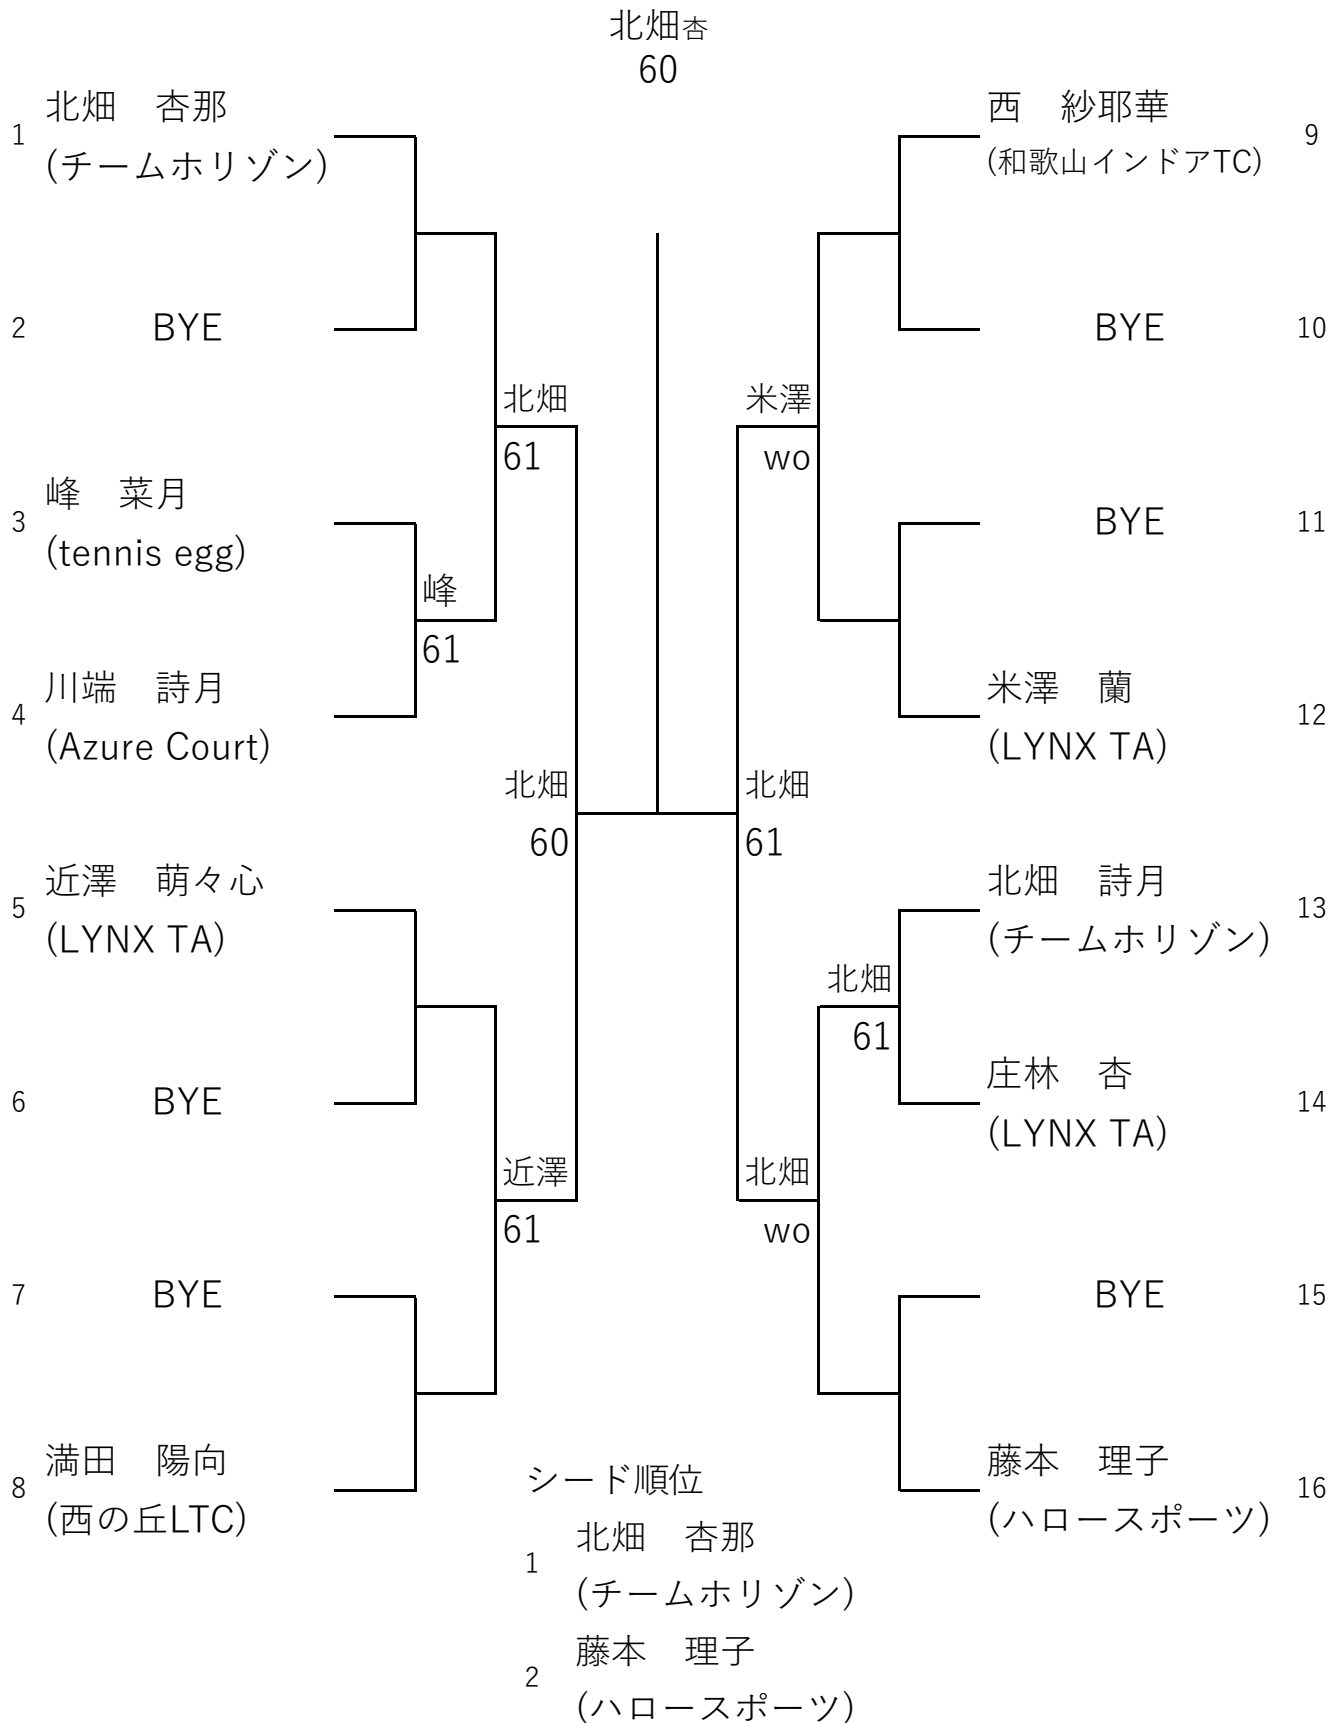 北畑杏
60
1
北畑　杏那
(チームホリゾン)
2
BYE
北畑
61
3
峰　菜月
(tennis egg)
峰
61
4
川端　詩月
(Azure Court)
北畑
60
5
近澤　萌々心
(LYNX TA)
6
BYE
近澤
61
7
BYE
8
満田　陽向
(西の丘LTC)
西　紗耶華
(和歌山インドアTC)
9
BYE
10
米澤
wo
BYE
11
米澤　蘭
(LYNX TA)
12
北畑
61
北畑　詩月
(チームホリゾン)
13
北畑
61
庄林　杏
(LYNX TA)
14
北畑
wo
BYE
15
藤本　理子
(ハロースポーツ)
16
シード順位
1
北畑　杏那
(チームホリゾン)
2
藤本　理子
(ハロースポーツ)